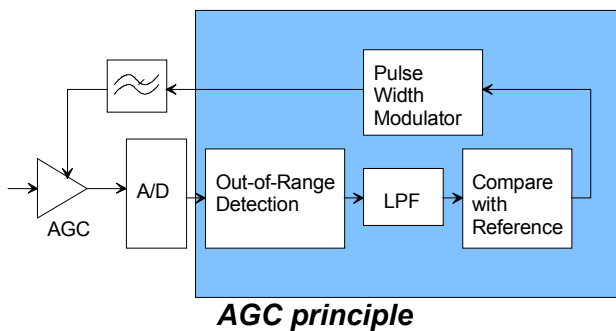 Pulse
Width
Modulator
AGC
A/D
Out-of-Range
Detection
LPF
Compare
with
Reference
AGC principle